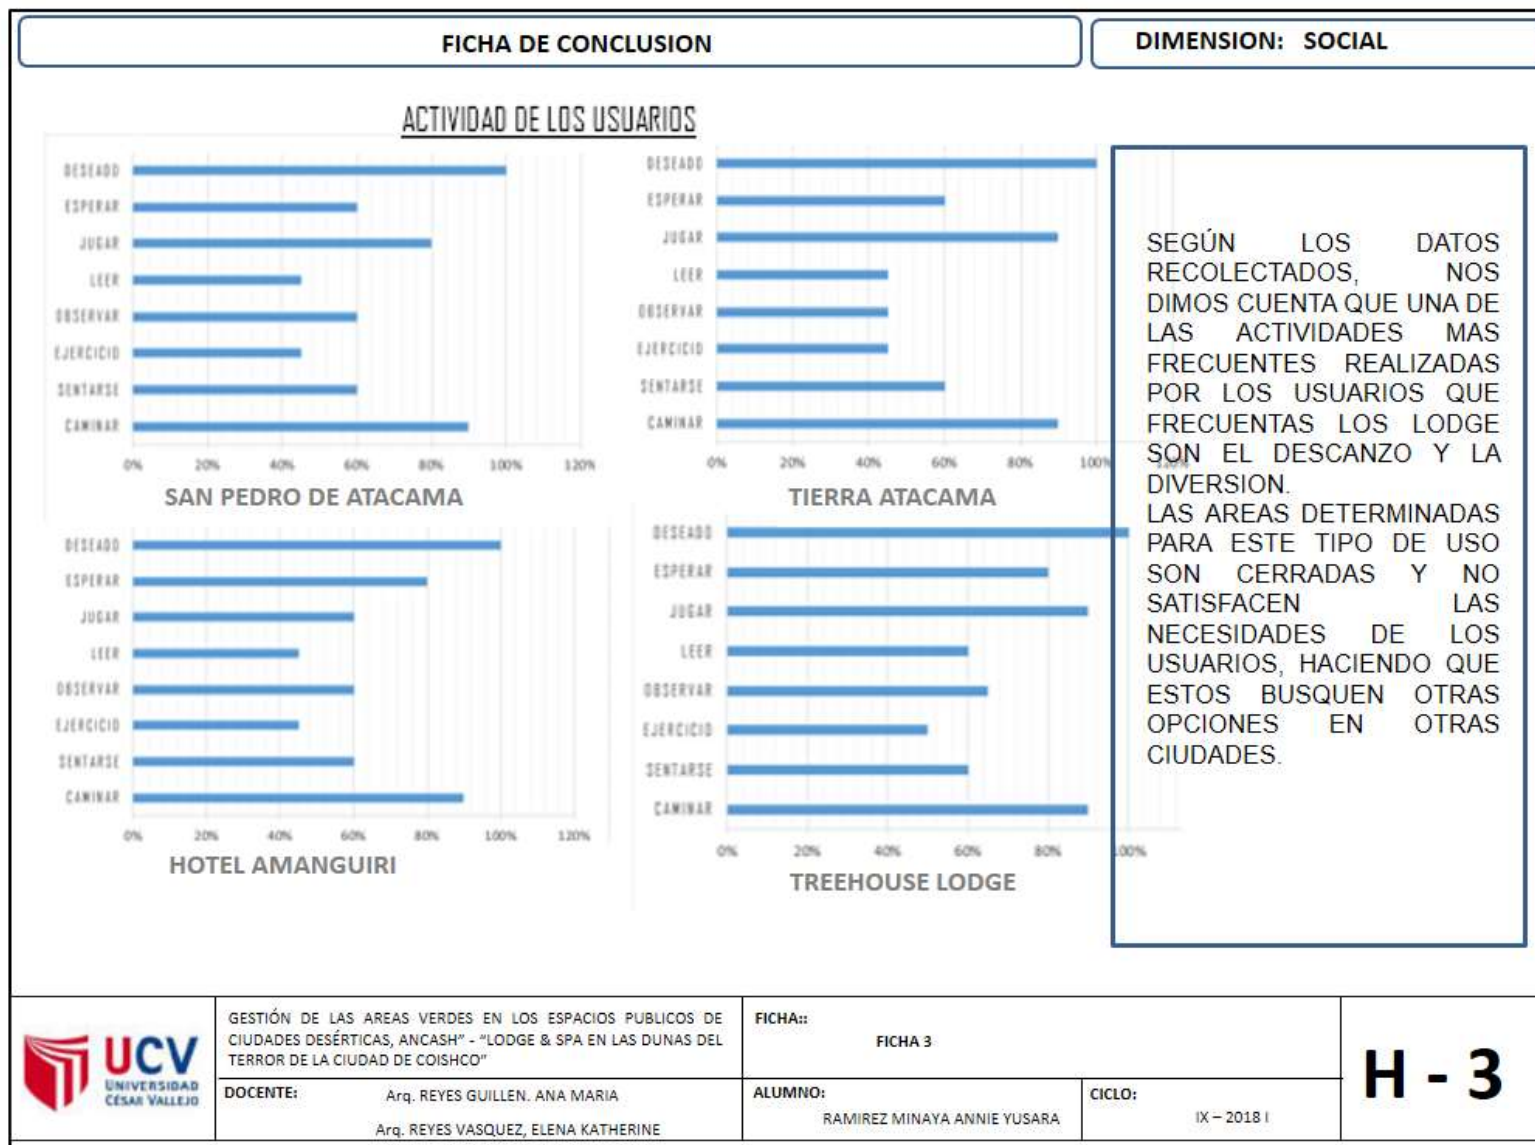 FICHA DE CONCLUSION
DIMENSION: SOCIAL
ACTIVIDAD DE LOS USUARIOS
DESEADO
ESPERAR
JUGAR
LEER
OBSERVAR
EJERCICIO
SENTARSE
CAMINAR
0% 20% 40% 60% 80% 100% 120%
SAN PEDRO DE ATACAMA
DESEADO
ESPERAR
JUGAR
LEER
OBSERVAR
EJERCICIO
SENTARSE
CAMINAR
0% 20% 40% 60% 80% 100% 120%
TIERRA ATACAMA
DESEADO
ESPERAR
JUGAR
LEER
OBSERVAR
EJERCICIO
SENTARSE
CAMINAR
0% 20% 40% 60% 80% 100% 120%
HOTEL AMANGUIRI
DESEADO
ESPERAR
JUGAR
LEER
OBSERVAR
EJERCICIO
SENTARSE
CAMINAR
0% 20% 40% 60% 80% 100%
TREEHOUSE LODGE
SEGÚN LOS DATOS
RECOLECTADOS, NOS
DIMOS CUENTA QUE UNA DE
LAS ACTIVIDADES MAS
FRECUENTES REALIZADAS
POR LOS USUARIOS QUE
FRECUENTAS LOS LODGE
SON EL DESCANZO Y LA
DIVERSION.
LAS AREAS DETERMINADAS
PARA ESTE TIPO DE USO
SON CERRADAS Y NO
SATISFACEN LAS
NECESIDADES DE LOS
USUARIOS, HACIENDO QUE
ESTOS BUSQUEN OTRAS
OPCIONES EN OTRAS
CIUDADES.
UCV
UNIVERSIDAD
CÉSAR VALLEJO
GESTIÓN DE LAS AREAS VERDES EN LOS ESPACIOS PUBLICOS DE
CIUDADES DESÉRTICAS, ANCASH" - "LODGE & SPA EN LAS DUNAS DEL
TERROR DE LA CIUDAD DE COISHCO"
DOCENTE: Arq. REYES GUILLEN. ANA MARIA
Arq. REYES VASQUEZ, ELENA KATHERINE
FICHA::
FICHA 3
ALUMNO:
RAMIREZ MINAYA ANNIE YUSARA
CICLO:
IX – 2018 I
H - 3